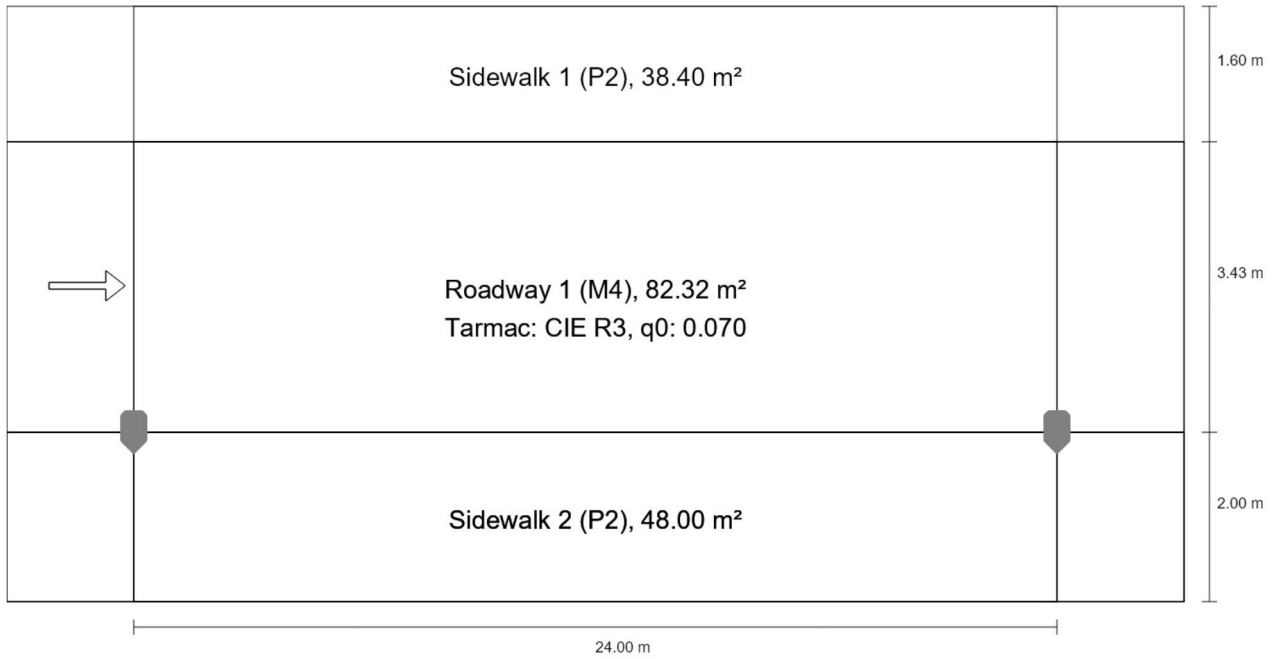 Sidewalk 1 (P2), 38.40 m²
1.60 m
Roadway 1 (M4), 82.32 m²
Tarmac: CIE R3, q0: 0.070
3.43 m
Sidewalk 2 (P2), 48.00 m²
2.00 m
24.00 m